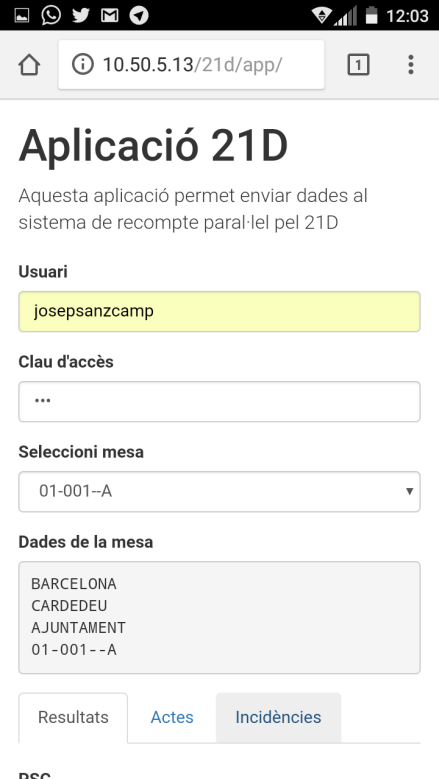 12:03
10.50.5.13/21d/app/
1
Aplicació 21D
Aquesta aplicació permet enviar dades al
sistema de recompte paral·lel pel 21D
Usuari
josepsanzcamp
Clau d'accès
•••
Seleccioni mesa
01-001--A
Dades de la mesa
BARCELONA
CARDEDEU
AJUNTAMENT
01-001--A
Resultats Actes Incidències
PSC